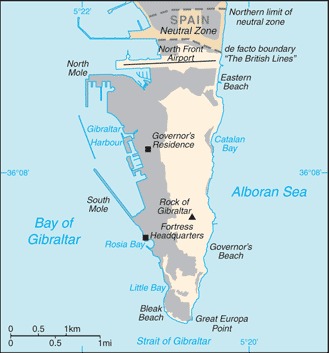 5°22'
5°20'
SPAIN
Northern limit of
neutral zone
Neutral Zone
North Front
Airport
de facto boundary
"The British Lines"
North
Mole
Eastern
Beach
Gibraltar
Harbour
Governor's
Residence
Catalan
Bay
36°08'
36°08'
Alboran Sea
South
Mole
Rock of
Gibraltar
Fortress
Headquarters
Bay of
Gibraltar
Rosia Bay
Governor's
Beach
Little Bay
Bleak
Beach
Great Europa
Point
0 0.5 1km
0 0.5 1mi
Strait of Gibraltar
5°20'